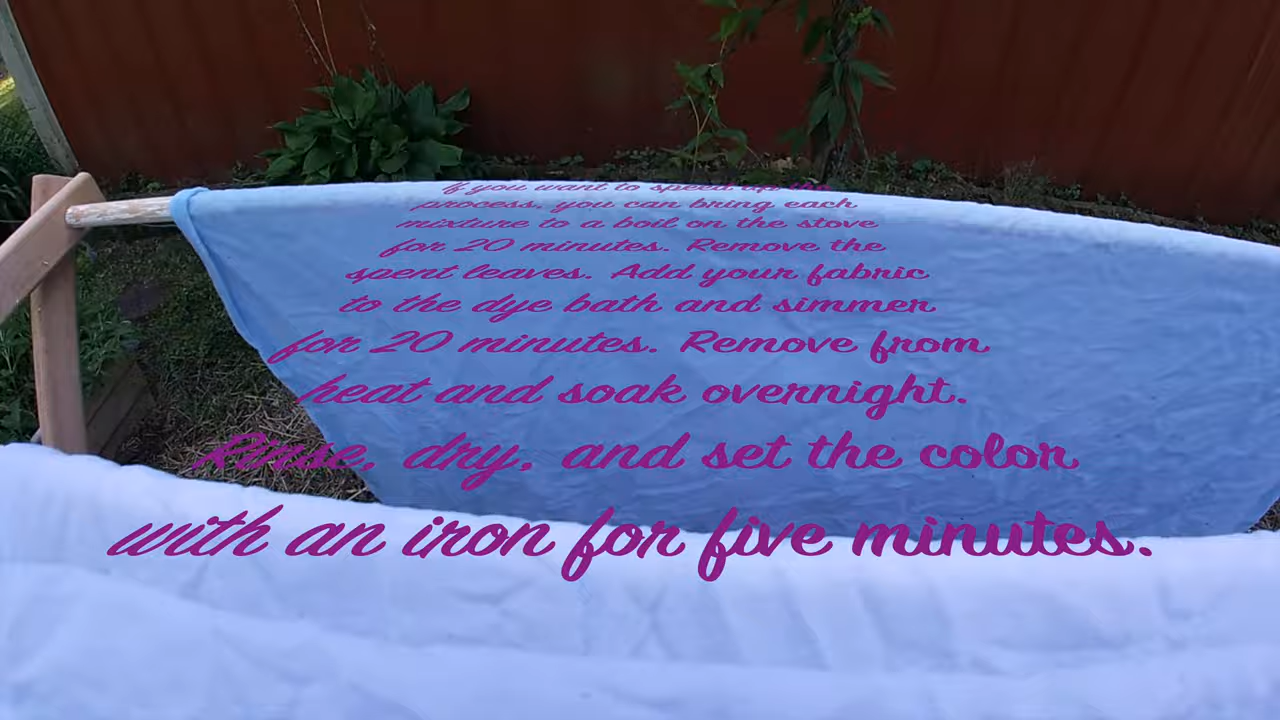 If you want to speed up the
process, you can bring each
mixture to a boil on the stove
for 20 minutes. Remove the
spent leaves. Add your fabric
to the dye bath and simmer
for 20 minutes. Remove from
heat and soak overnight.
Rinse, dry, and set the color
with an iron for five minutes.